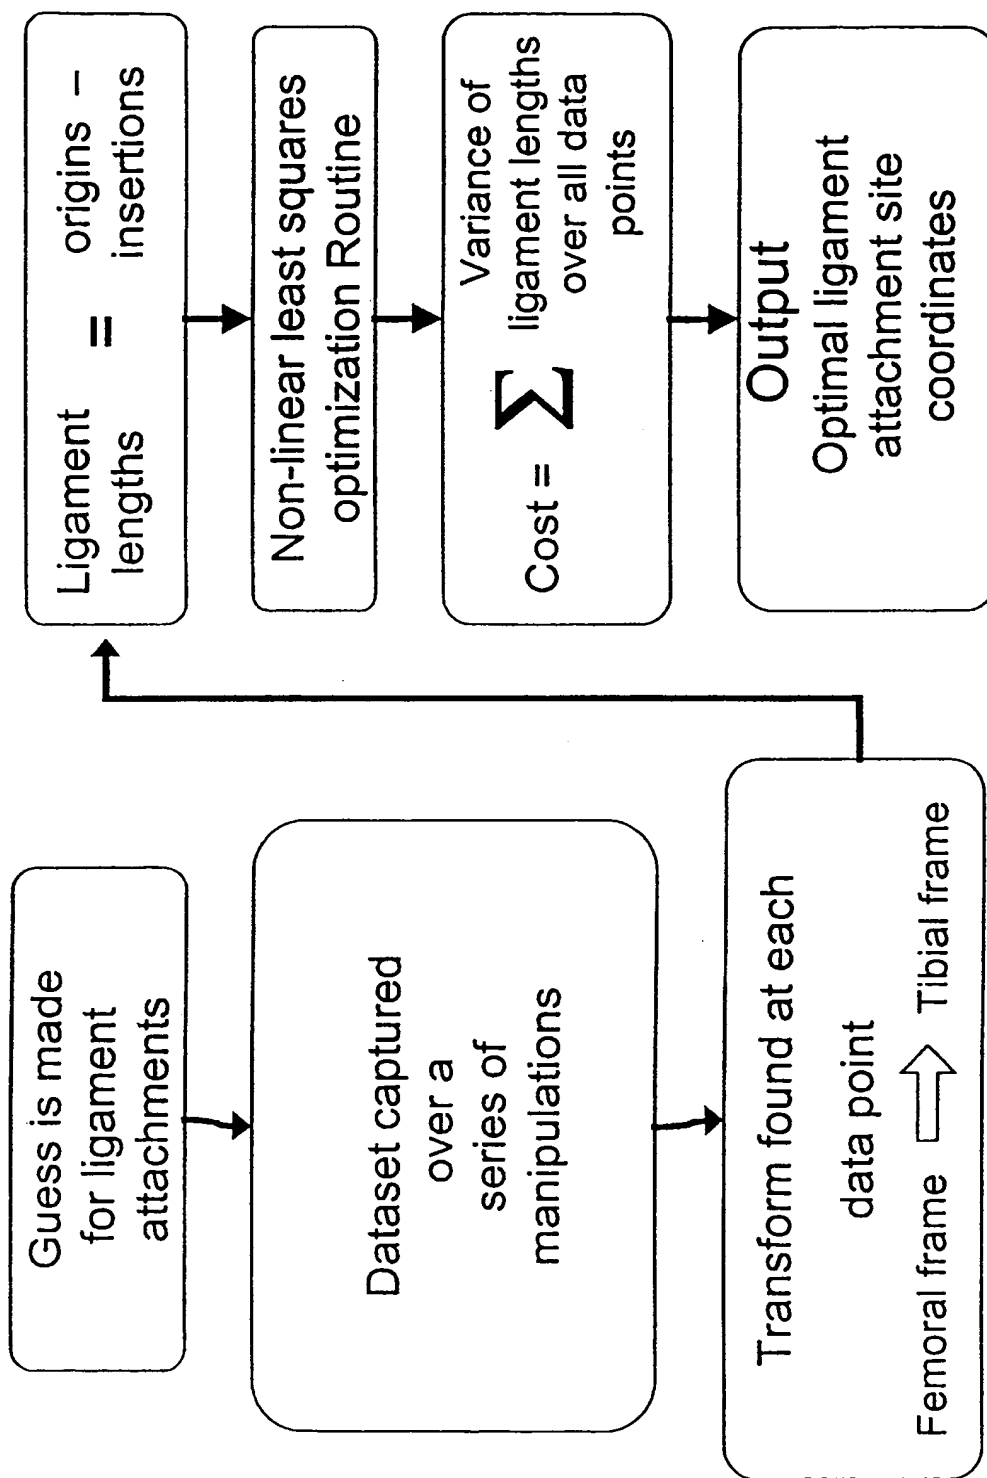 Guess is made
for ligament
attachments
Dataset captured
over a
series of
manipulations
Transform found at each
data point
Femoral frame Tibial frame
Ligament = origins –
lengths insertions
Non-linear least squares
optimization Routine
Variance of
Cost = Σ ligament lengths
over all data
points
Output
Optimal ligament
attachment site
coordinates